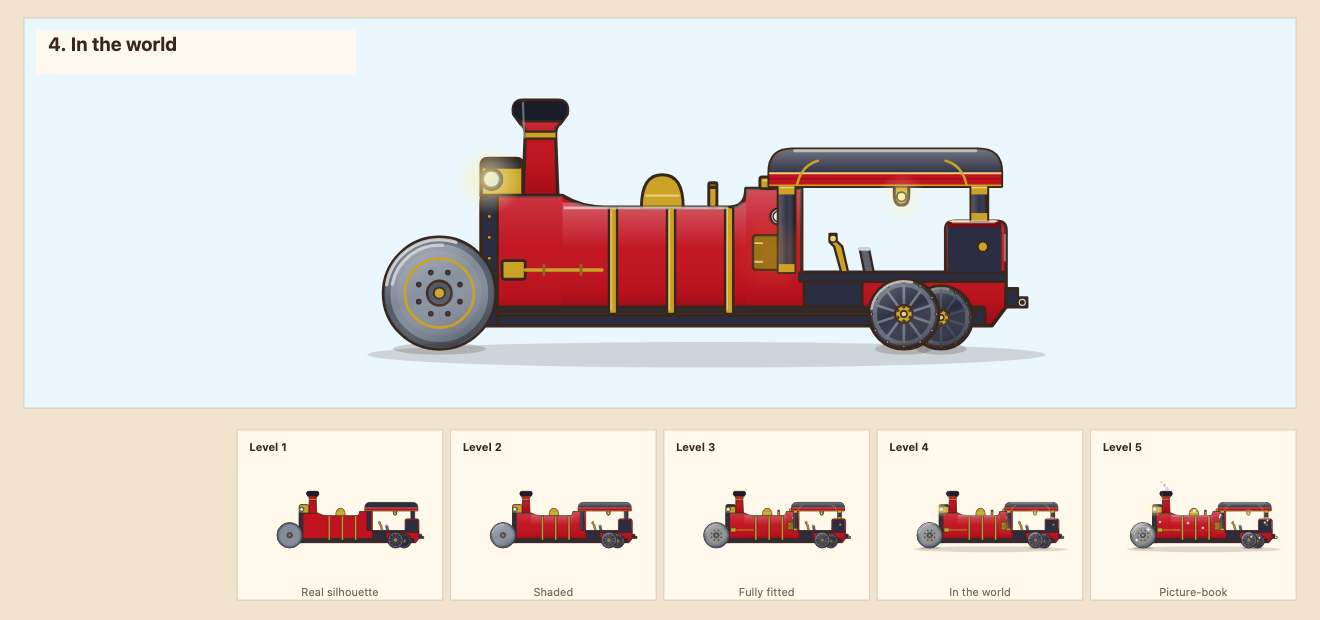 4. In the world
Level 1
Level 2
Level 3
Level 4
Level 5
Real silhouette
Shaded
Fully fitted
In the world
Picture-book